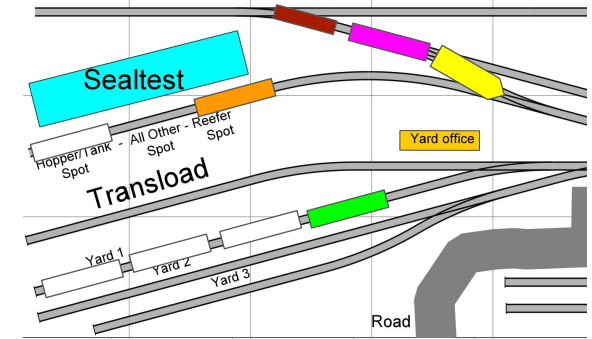 Sealtest
Hopper/Tank - All Other - Reefer
Spot Spot Spot
Yard office
Transload
Yard 1
Yard 2
Yard 3
Road